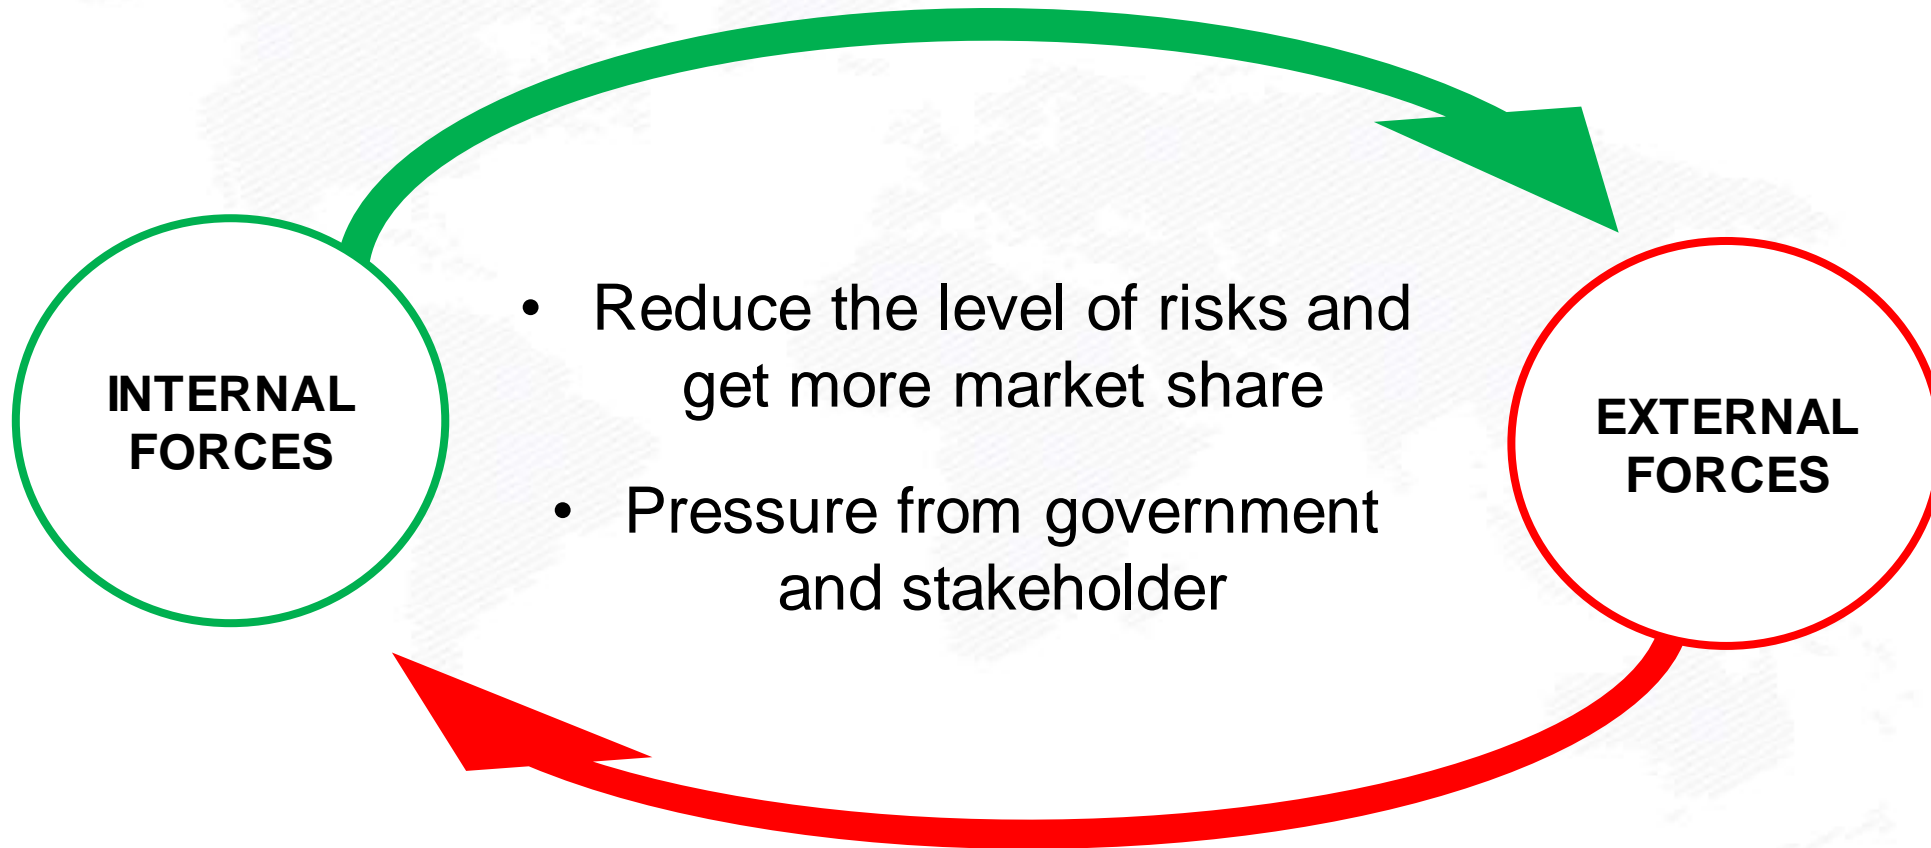 INTERNAL
FORCES
• Reduce the level of risks and
get more market share
• Pressure from government
and stakeholder
EXTERNAL
FORCES